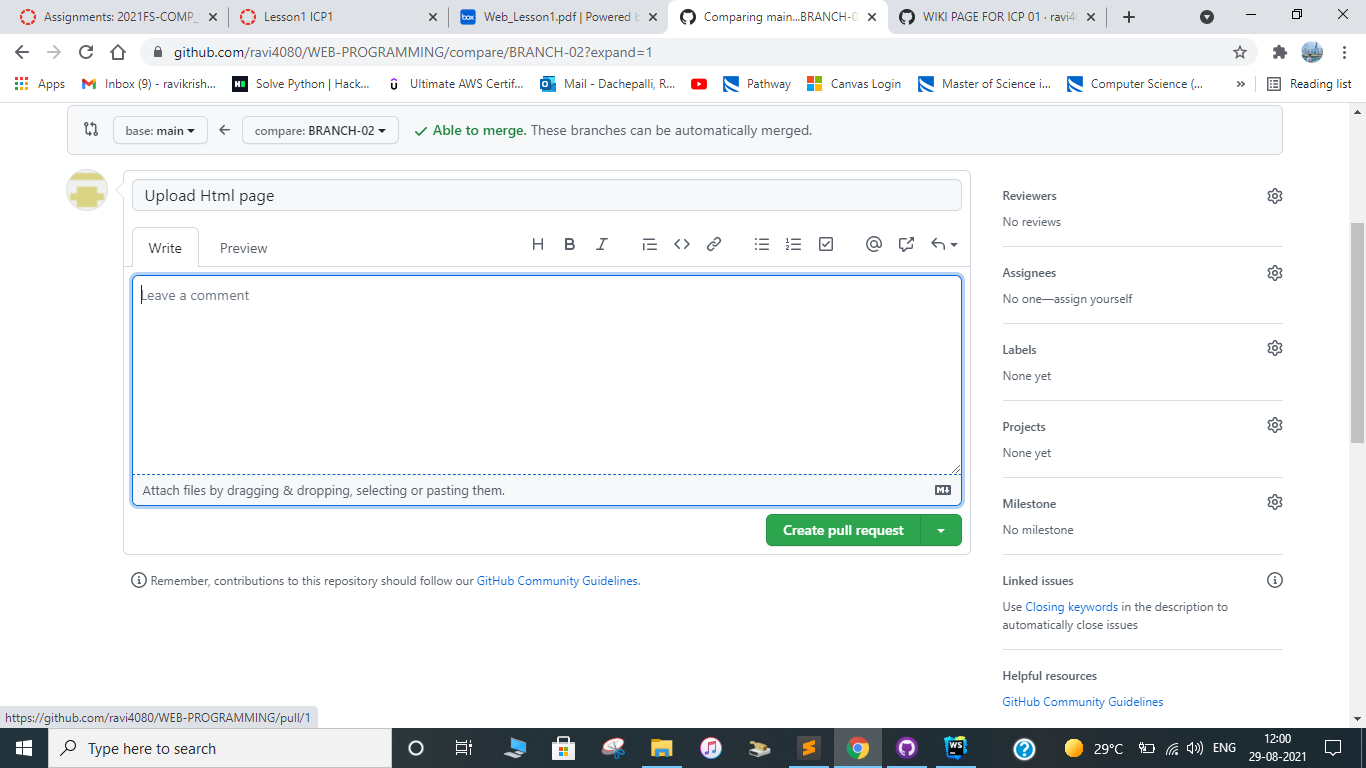 Assignments: 2021FS-COMP_
Lesson1 ICP1
Web_Lesson1.pdf | Powered b
Comparing main...BRANCH-0
WIKI PAGE FOR ICP 01 · ravi4
github.com/ravi4080/WEB-PROGRAMMING/compare/BRANCH-02?expand=1
Apps
Inbox (9) - ravikrish...
Solve Python | Hack...
Ultimate AWS Certif...
Mail - Dachepalli, R...
Pathway
Canvas Login
Master of Science i...
Computer Science (...
»
Reading list
base: main
compare: BRANCH-02
Able to merge. These branches can be automatically merged.
Upload Html page
Write
Preview
Leave a comment
Attach files by dragging & dropping, selecting or pasting them.
Create pull request
Remember, contributions to this repository should follow our GitHub Community Guidelines.
Reviewers
No reviews
Assignees
No one—assign yourself
Labels
None yet
Projects
None yet
Milestone
No milestone
Linked issues
Use Closing keywords in the description to
automatically close issues
Helpful resources
GitHub Community Guidelines
https://github.com/ravi4080/WEB-PROGRAMMING/pull/1
Type here to search
29°C
ENG
12:00
29-08-2021